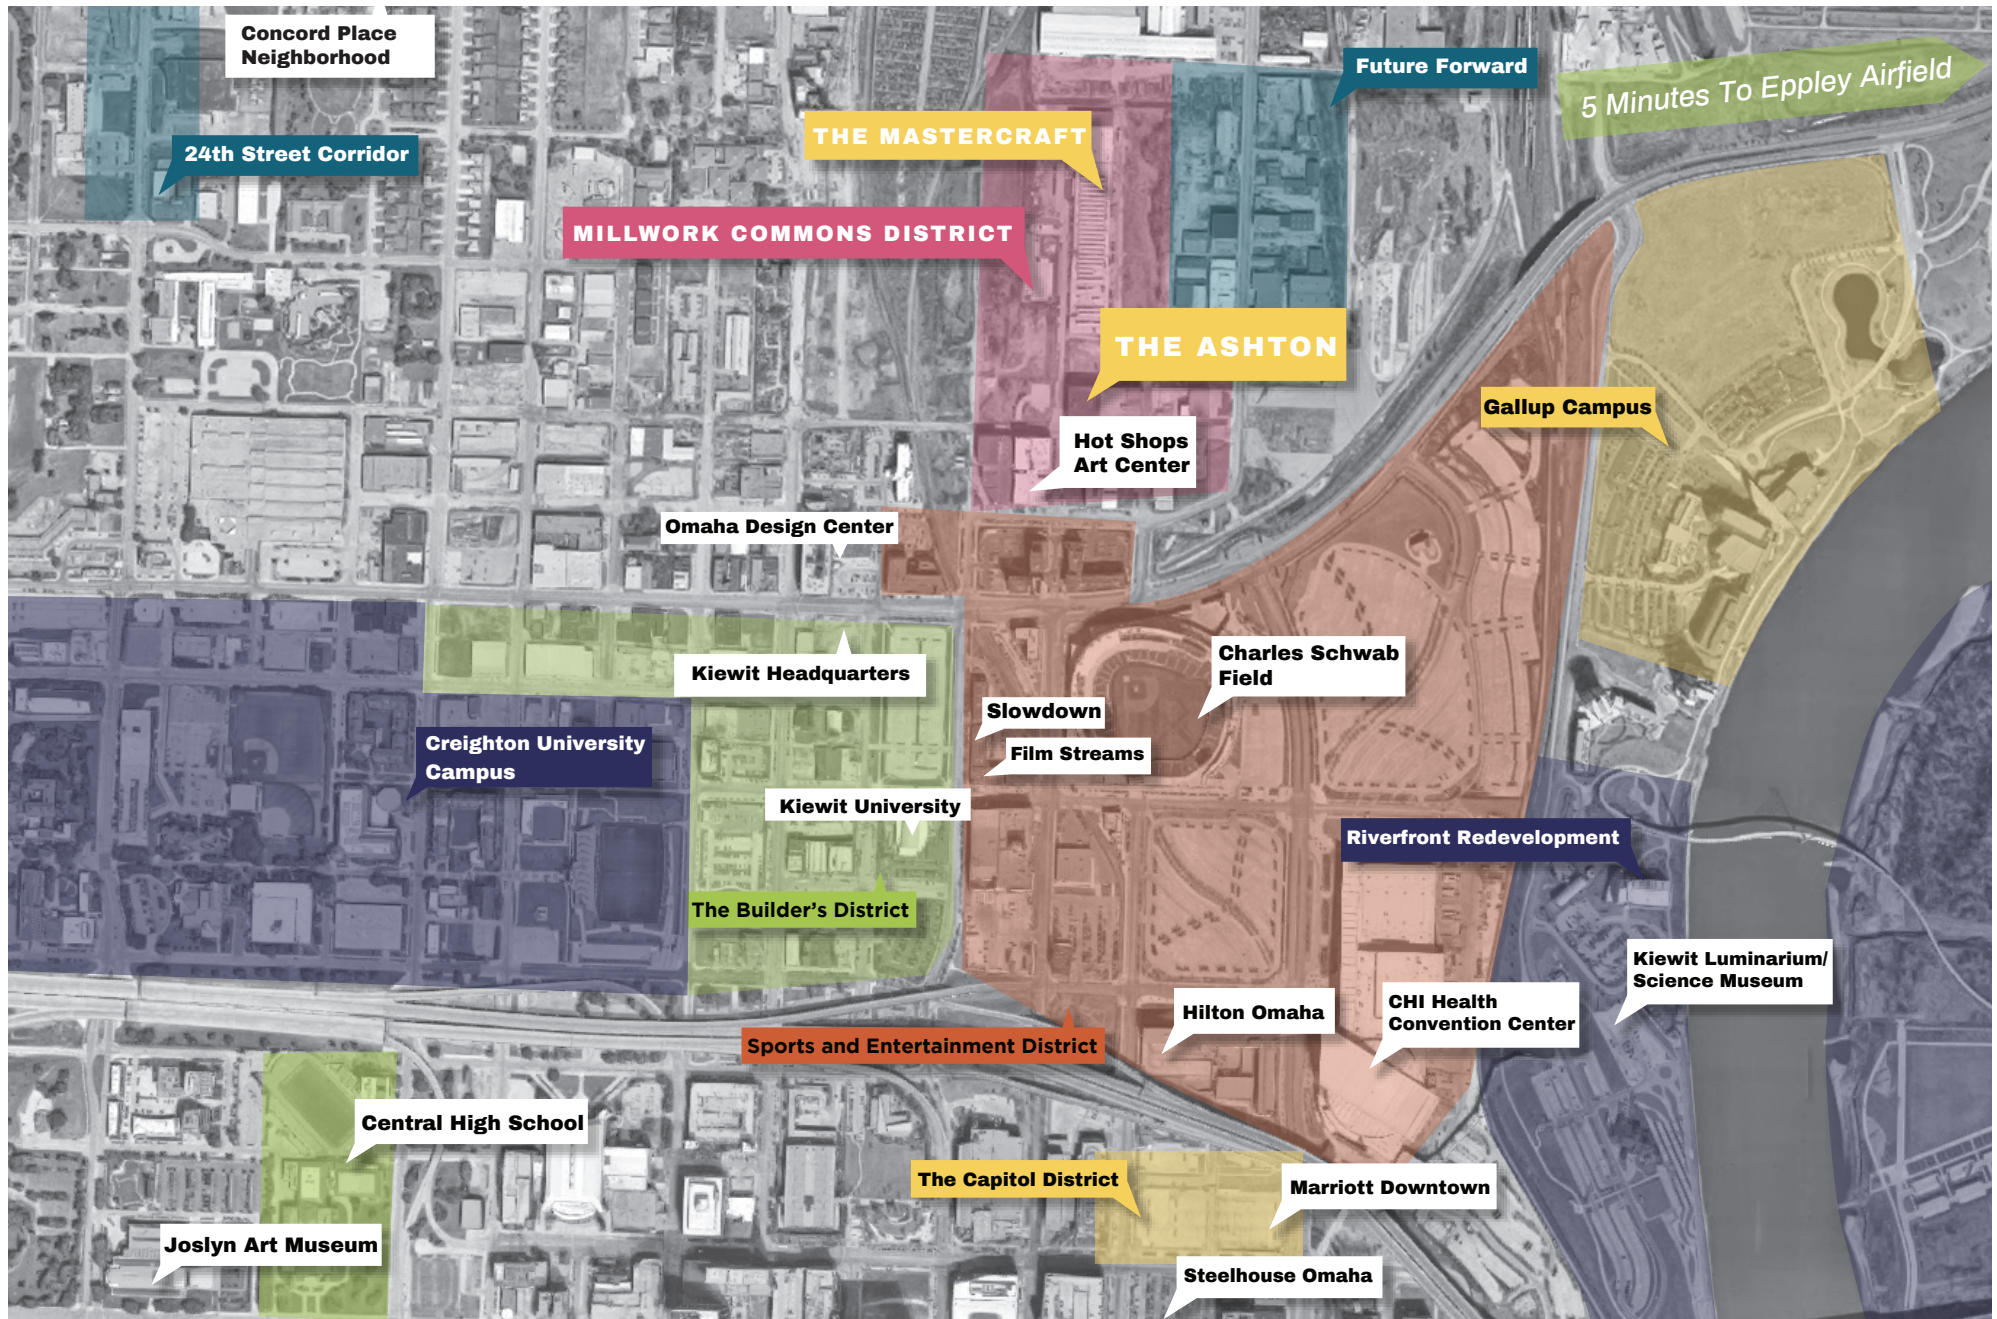 Concord Place
Neighborhood
Future Forward
5 Minutes To Eppley Airfield
24th Street Corridor
THE MASTERCRAFT
MILLWORK COMMONS DISTRICT
THE ASHTON
Gallup Campus
Hot Shops
Art Center
Omaha Design Center
Kiewit Headquarters
Charles Schwab
Field
Slowdown
Film Streams
Creighton University
Campus
Kiewit University
Riverfront Redevelopment
The Builder's District
Kiewit Luminarium/
Science Museum
Hilton Omaha
CHI Health
Convention Center
Sports and Entertainment District
Central High School
The Capitol District
Marriott Downtown
Joslyn Art Museum
Steelhouse Omaha